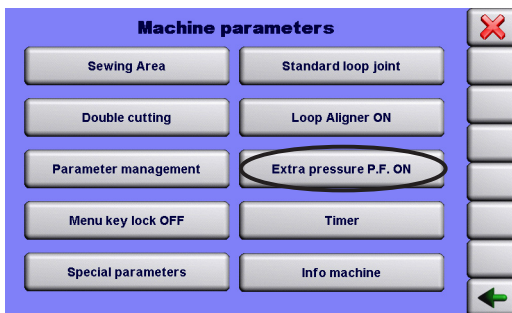 Machine parameters
Sewing Area
Standard loop joint
Double cutting
Loop Aligner ON
Parameter management
Extra pressure P.F. ON
Menu key lock OFF
Timer
Special parameters
Info machine